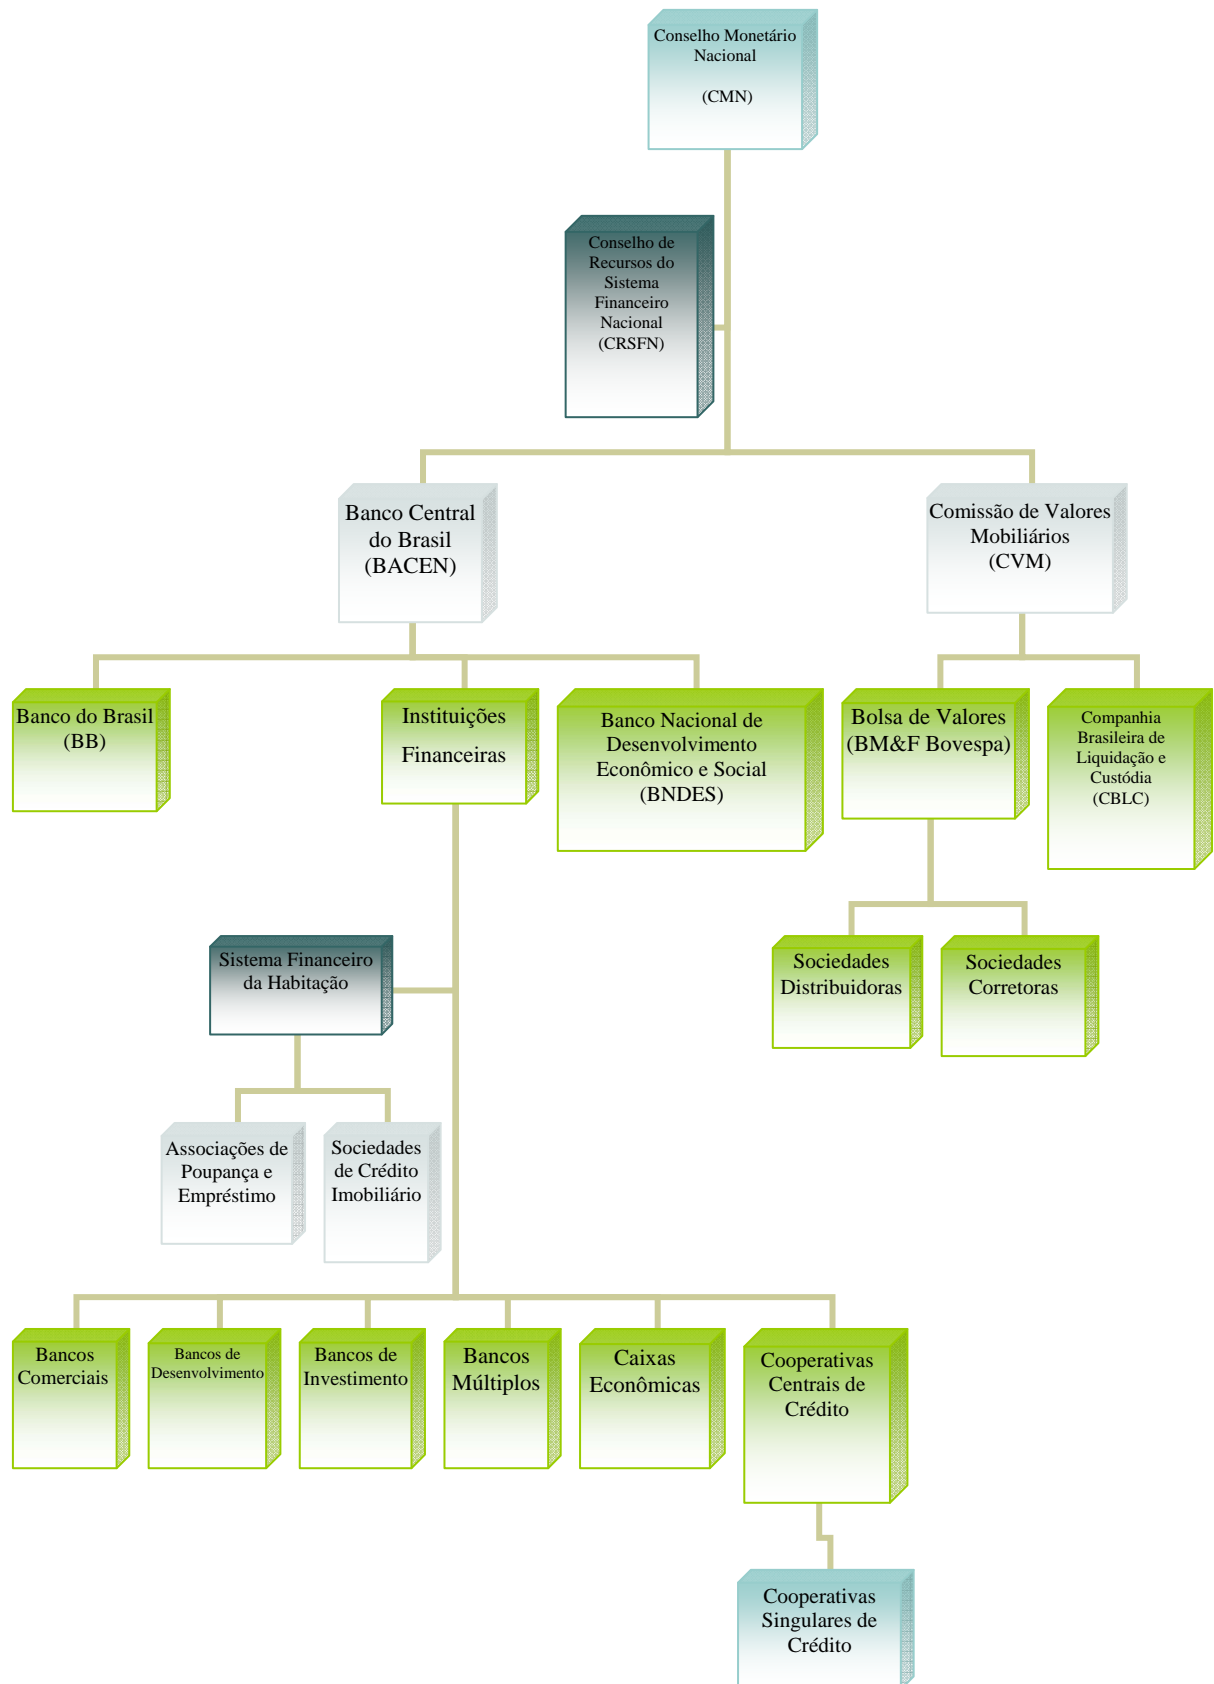 Conselho Monetário
Nacional
(CMN)
Conselho de
Recursos do
Sistema
Financeiro
Nacional
(CRSFN)
Banco Central
do Brasil
(BACEN)
Comissão de Valores
Mobiliários
(CVM)
Banco do Brasil
(BB)
Instituições
Financeiras
Banco Nacional de
Desenvolvimento
Econômico e Social
(BNDES)
Bolsa de Valores
(BM&F Bovespa)
Companhia
Brasileira de
Liquidação e
Custódia
(CBLC)
Sistema Financeiro
da Habitação
Sociedades
Distribuidoras
Sociedades
Corretoras
Associações de
Poupança e
Empréstimo
Sociedades
de Crédito
Imobiliário
Bancos
Comerciais
Bancos de
Desenvolvimento
Bancos de
Investimento
Bancos
Múltiplos
Caixas
Econômicas
Cooperativas
Centrais de
Crédito
Cooperativas
Singulares de
Crédito